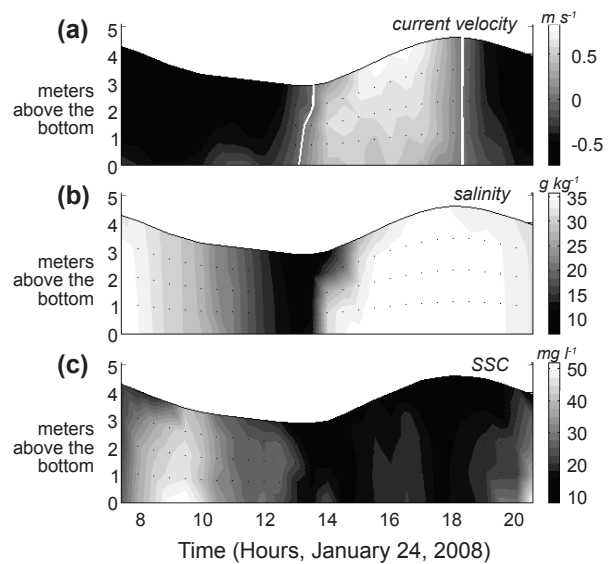 (a)
current velocity
m s-1
5
4
3
2
1
0
meters
above the
bottom
0.5
0
-0.5
(b)
salinity
g kg-1
5
4
3
2
1
0
meters
above the
bottom
35
30
25
20
15
10
(c)
SSC
mg l-1
5
4
3
2
1
0
meters
above the
bottom
50
40
30
20
10
8 10 12 14 16 18 20
Time (Hours, January 24, 2008)